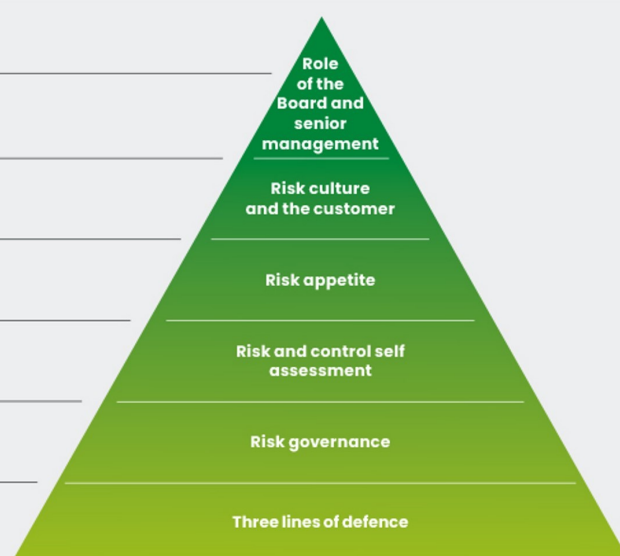 Role
of the
Board and
senior
management
Risk culture
and the customer
Risk appetite
Risk and control self
assessment
Risk governance
Three lines of defence